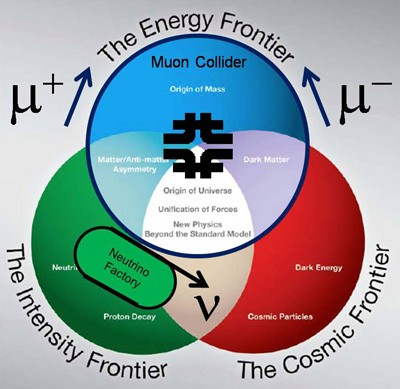 The Energy Frontier
Muon Collider
μ+
μ−
Origin of Mass
Matter/Anti-matter
Asymmetry
Dark Matter
Origin of Universe
Unification of Forces
New Physics
Beyond the Standard Model
Neutrino
Factory
Dark Energy
ν
Proton Decay
Cosmic Particles
The Intensity Frontier
The Cosmic Frontier